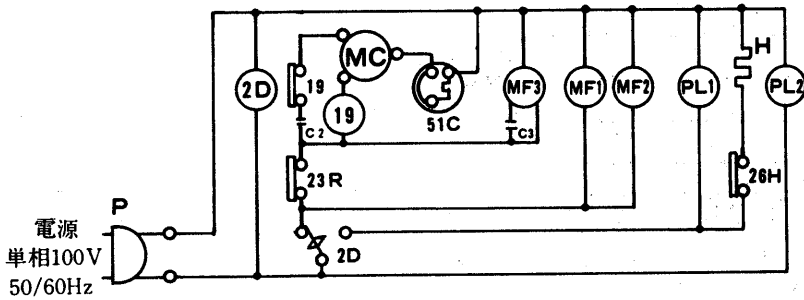 2D
19
MC
19
C2
51C
MF3
C3
MF1
MF2
PL1
H
PL2
23R
26H
2D
P
電源
単相100V
50/60Hz